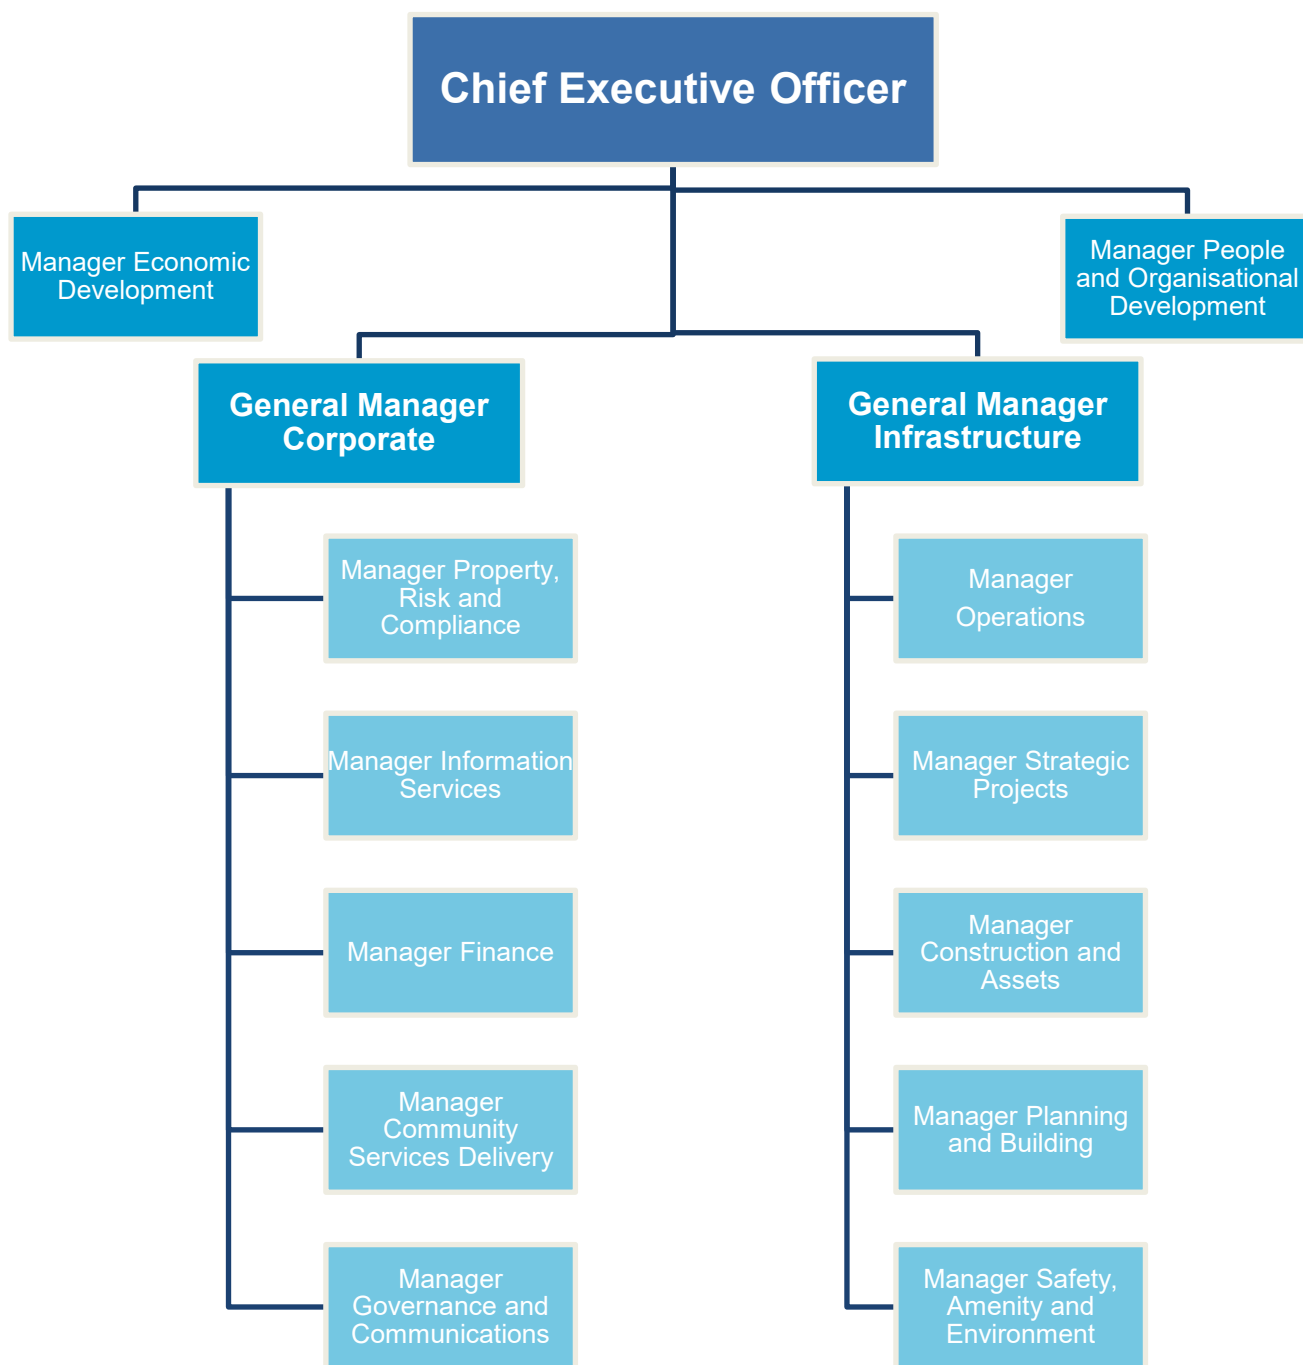 Chief Executive Officer
Manager Economic
Development
Manager People
and Organisational
Development
General Manager
Corporate
General Manager
Infrastructure
Manager Property,
Risk and
Compliance
Manager Information
Services
Manager Finance
Manager
Community
Services Delivery
Manager
Governance and
Communications
Manager
Operations
Manager Strategic
Projects
Manager
Construction and
Assets
Manager Planning
and Building
Manager Safety,
Amenity and
Environment